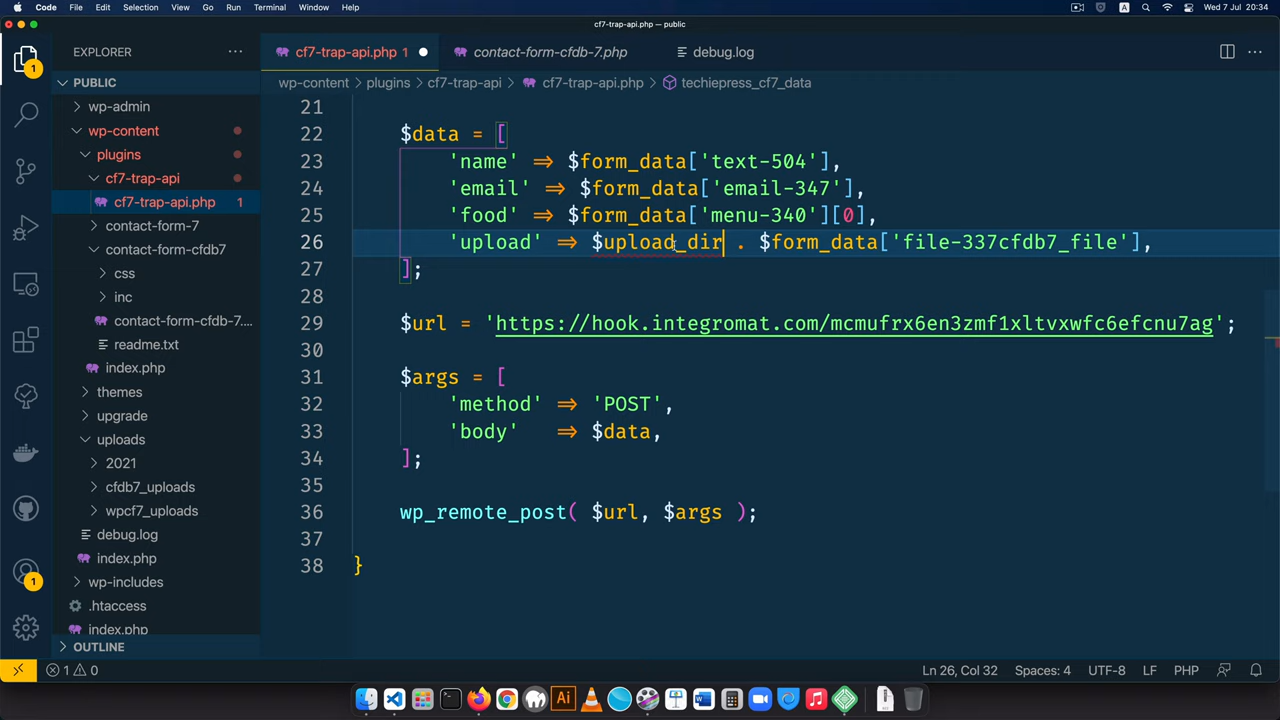 Code File Edit Selection View Go Run Terminal Window Help A Wed 7 Jul 20:34
cf7-trap-api.php — public
EXPLORER ···
cf7-trap-api.php 1
contact-form-cfdb-7.php
debug.log
···
wp-content > plugins > cf7-trap-api > cf7-trap-api.php > techiepress_cf7_data
PUBLIC
wp-admin
wp-content
plugins
cf7-trap-api
cf7-trap-api.php 1
contact-form-7
contact-form-cfdb7
css
inc
contact-form-cfdb-7....
readme.txt
index.php
themes
upgrade
uploads
2021
cfdb7_uploads
wpcf7_uploads
debug.log
index.php
wp-includes
.htaccess
index.php
OUTLINE
1
1
21
22 $data = [
23 'name' => $form_data['text-504'],
24 'email' => $form_data['email-347'],
25 'food' => $form_data['menu-340'][0],
26 'upload' => $upload_dir . $form_data['file-337cfdb7_file'],
27 ];
28
29 $url = 'https://hook.integromat.com/mcmufrx6en3zmf1xltvxwfc6efcnu7ag';
30
31 $args = [
32 'method' => 'POST',
33 'body' => $data,
34 ];
35
36 wp_remote_post( $url, $args );
37
38 }
1 0 Ln 26, Col 32 Spaces: 4 UTF-8 LF PHP
Ai W